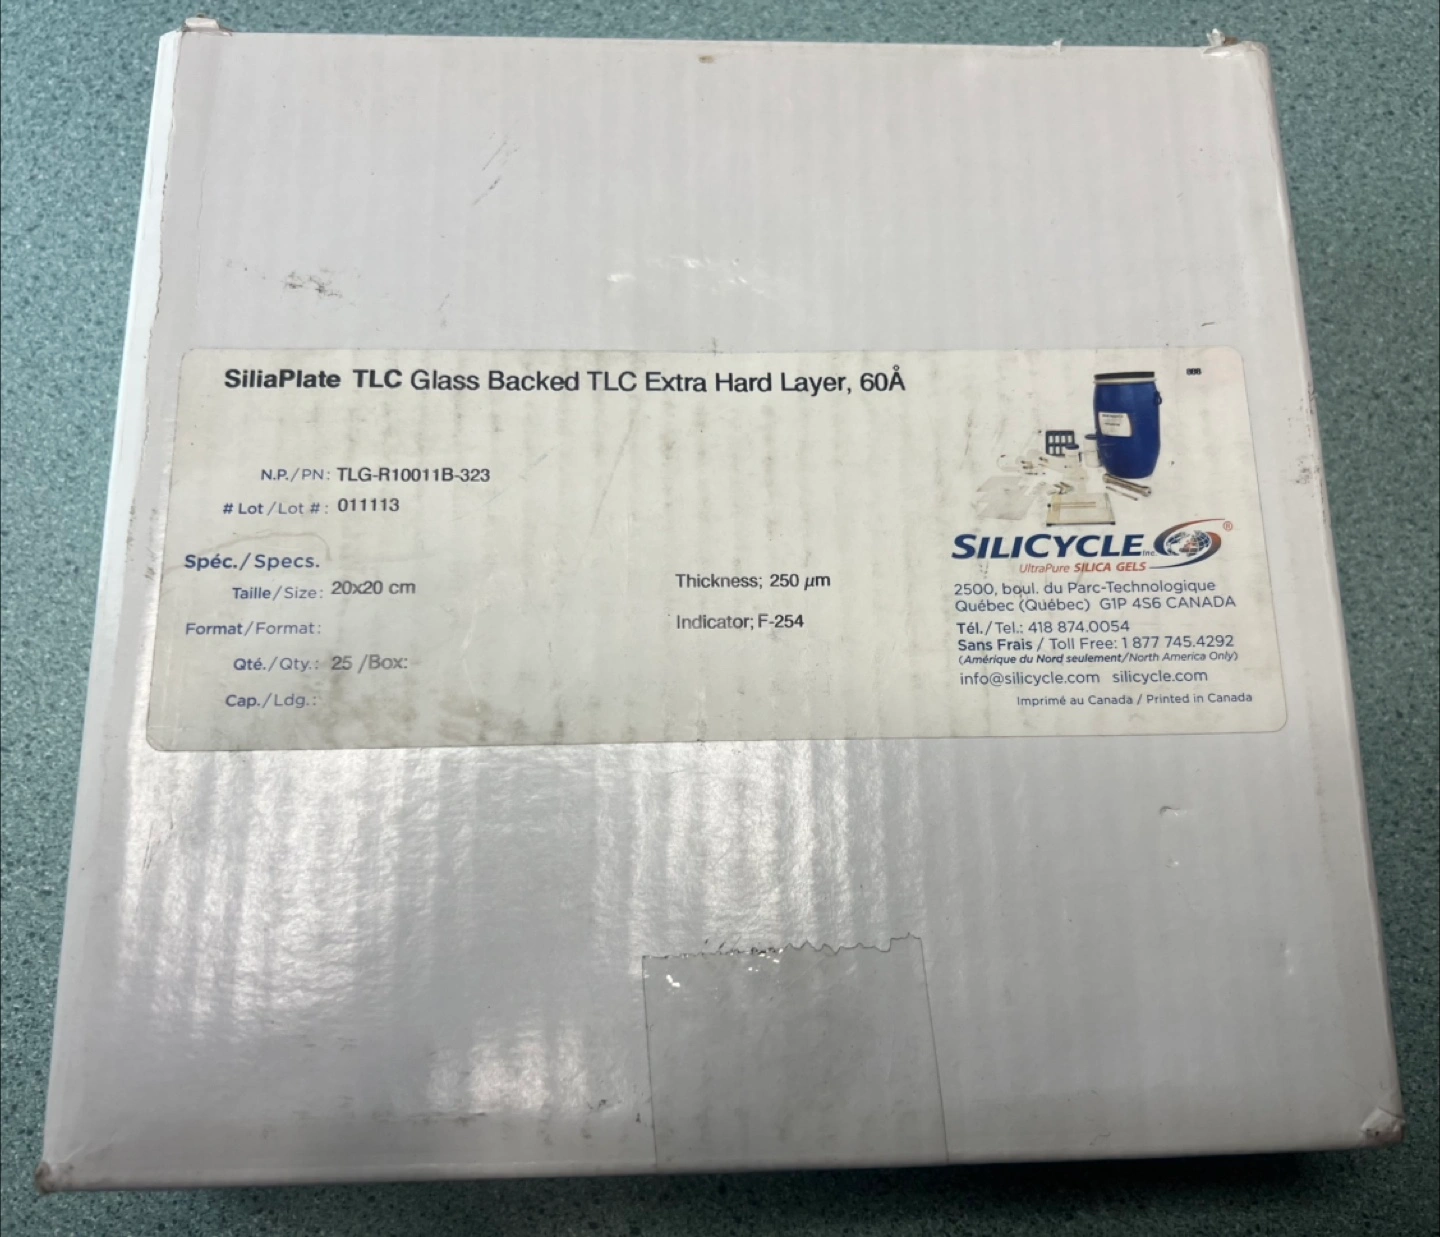 SiliaPlate TLC Glass Backed TLC Extra Hard Layer, 60Å
N.P./PN: TLG-R10011B-323
# Lot/Lot #: 011113
Spéc./Specs.
Taille/Size: 20x20 cm
Thickness; 250 µm
Format/Format:
Indicator; F-254
Qté./Qty.: 25 /Box:
Cap./Ldg.:
SILICYCLE Inc. ®
UltraPure SILICA GELS
2500, boul. du Parc-Technologique
Québec (Québec) G1P 4S6 CANADA
Tél./Tel.: 418 874.0054
Sans Frais / Toll Free: 1 877 745.4292
(Amérique du Nord seulement/North America Only)
info@silicycle.com silicycle.com
Imprimé au Canada / Printed in Canada